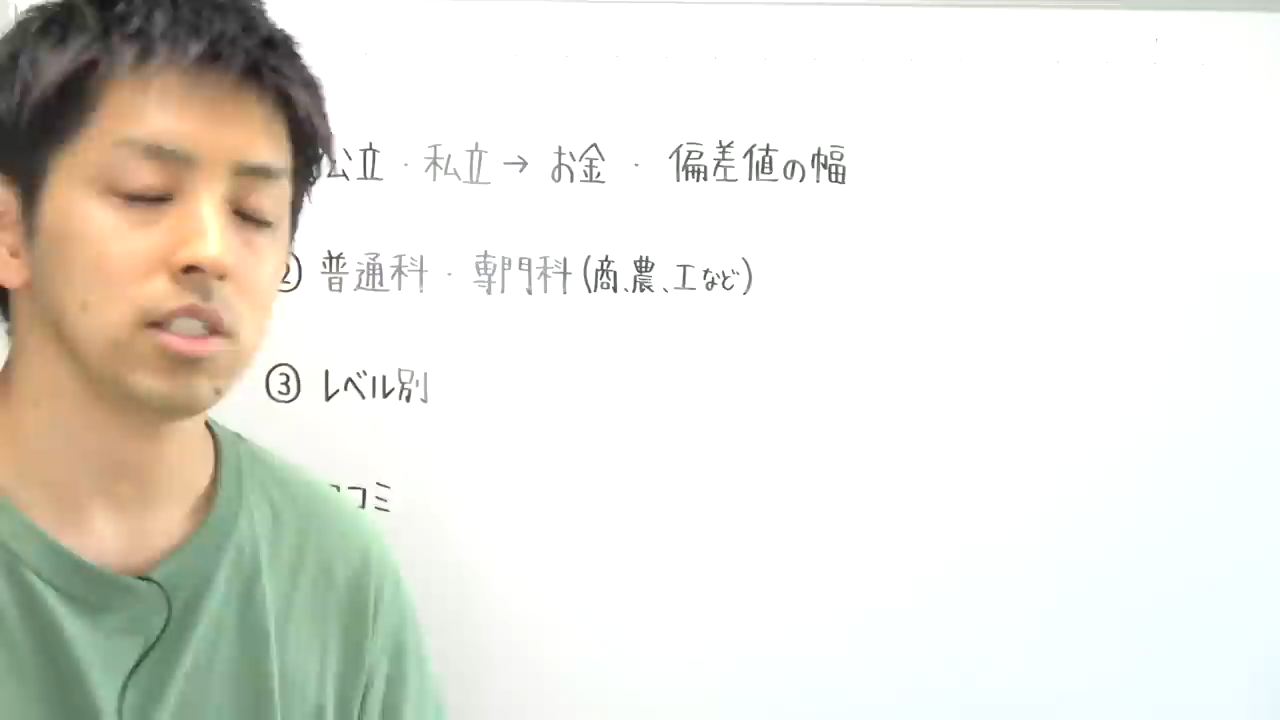 公立・私立→お金・偏差値の幅
② 普通科・専門科(商、農、工など)
③ レベル別
コミ